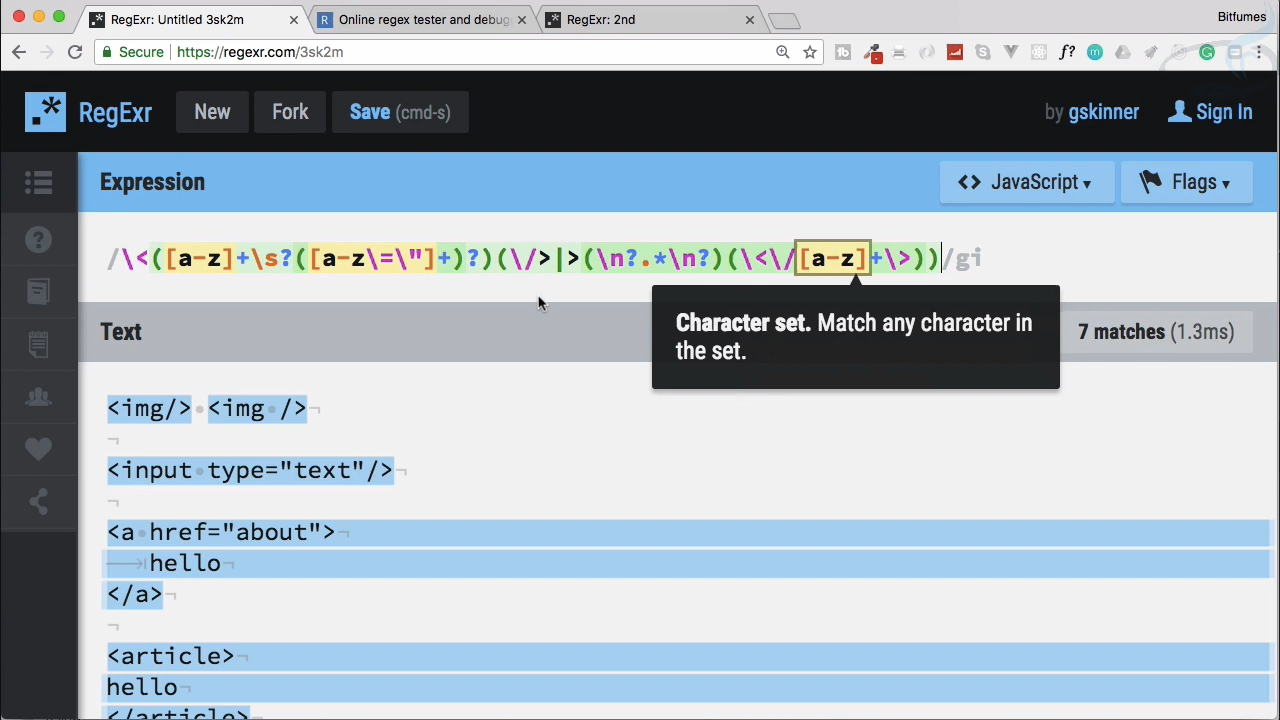 RegExr: Untitled 3sk2m
Online regex tester and debug
RegExr: 2nd
Bitfumes
Secure
https://regexr.com/3sk2m
RegExr
New
Fork
Save (cmd-s)
by gskinner
Sign In
Expression
JavaScript
Flags
/\<([a-z]+\s?([a-z\=\"]+)?)(\/>|>(\n?.*\n?)(\<\/[a-z]+\>))/gi
Character set. Match any character in
the set.
Text
7 matches (1.3ms)
<img/> <img />
<input type="text"/>
<a href="about">
hello
</a>
<article>
hello
</article>